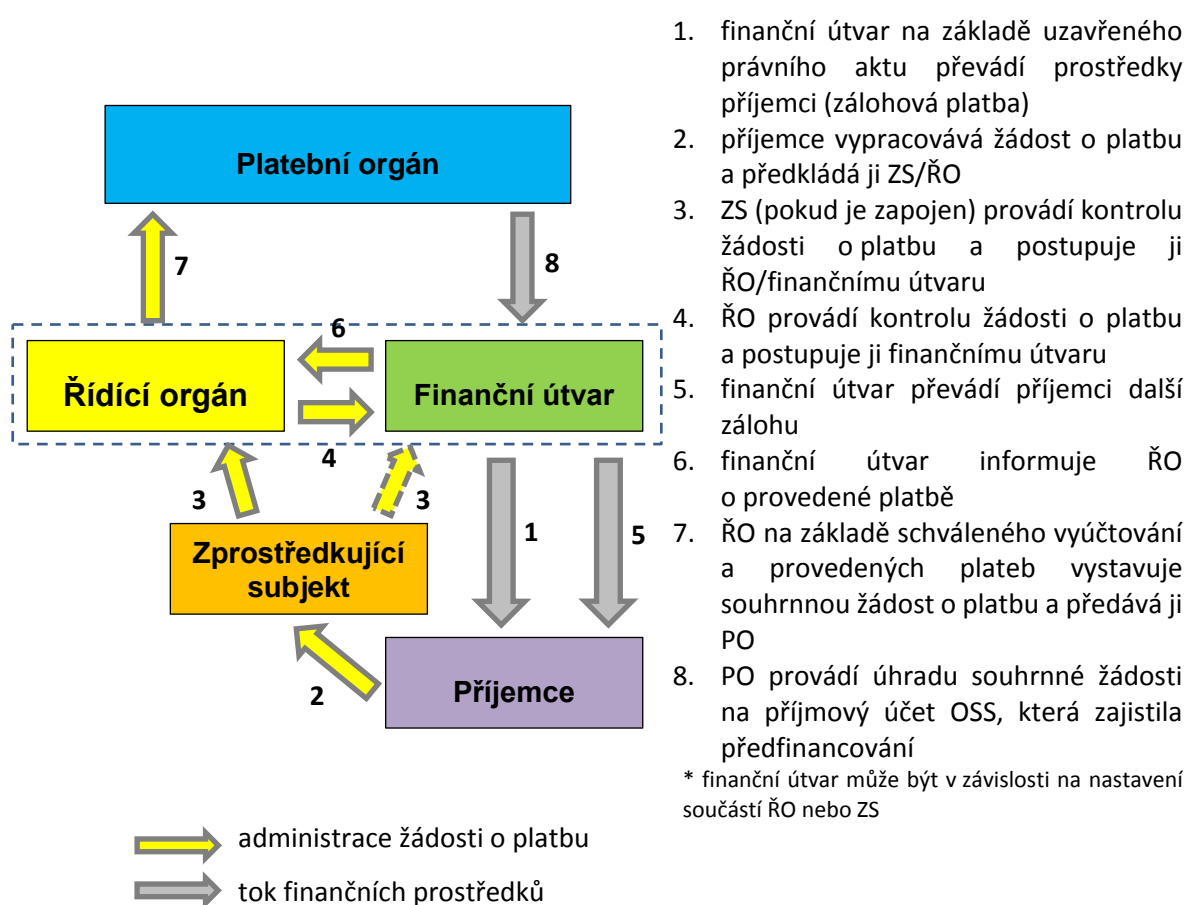 Platební orgán
7
8
6
Řídící orgán
Finanční útvar
4
3
3
Zprostředkující
subjekt
1
5
2
Příjemce
administrace žádosti o platbu
tok finančních prostředků
1. finanční útvar na základě uzavřeného
právního aktu převádí prostředky
příjemci (zálohová platba)
2. příjemce vypracovává žádost o platbu
a předkládá ji ZS/ŘO
3. ZS (pokud je zapojen) provádí kontrolu
žádosti o platbu a postupuje ji
ŘO/finančnímu útvaru
4. ŘO provádí kontrolu žádosti o platbu
a postupuje ji finančnímu útvaru
5. finanční útvar převádí příjemci další
zálohu
6. finanční útvar informuje ŘO
o provedené platbě
7. ŘO na základě schváleného vyúčtování
a provedených plateb vystavuje
souhrnnou žádost o platbu a předává ji
PO
8. PO provádí úhradu souhrnné žádosti
na příjmový účet OSS, která zajistila
předfinancování
* finanční útvar může být v závislosti na nastavení
součástí ŘO nebo ZS